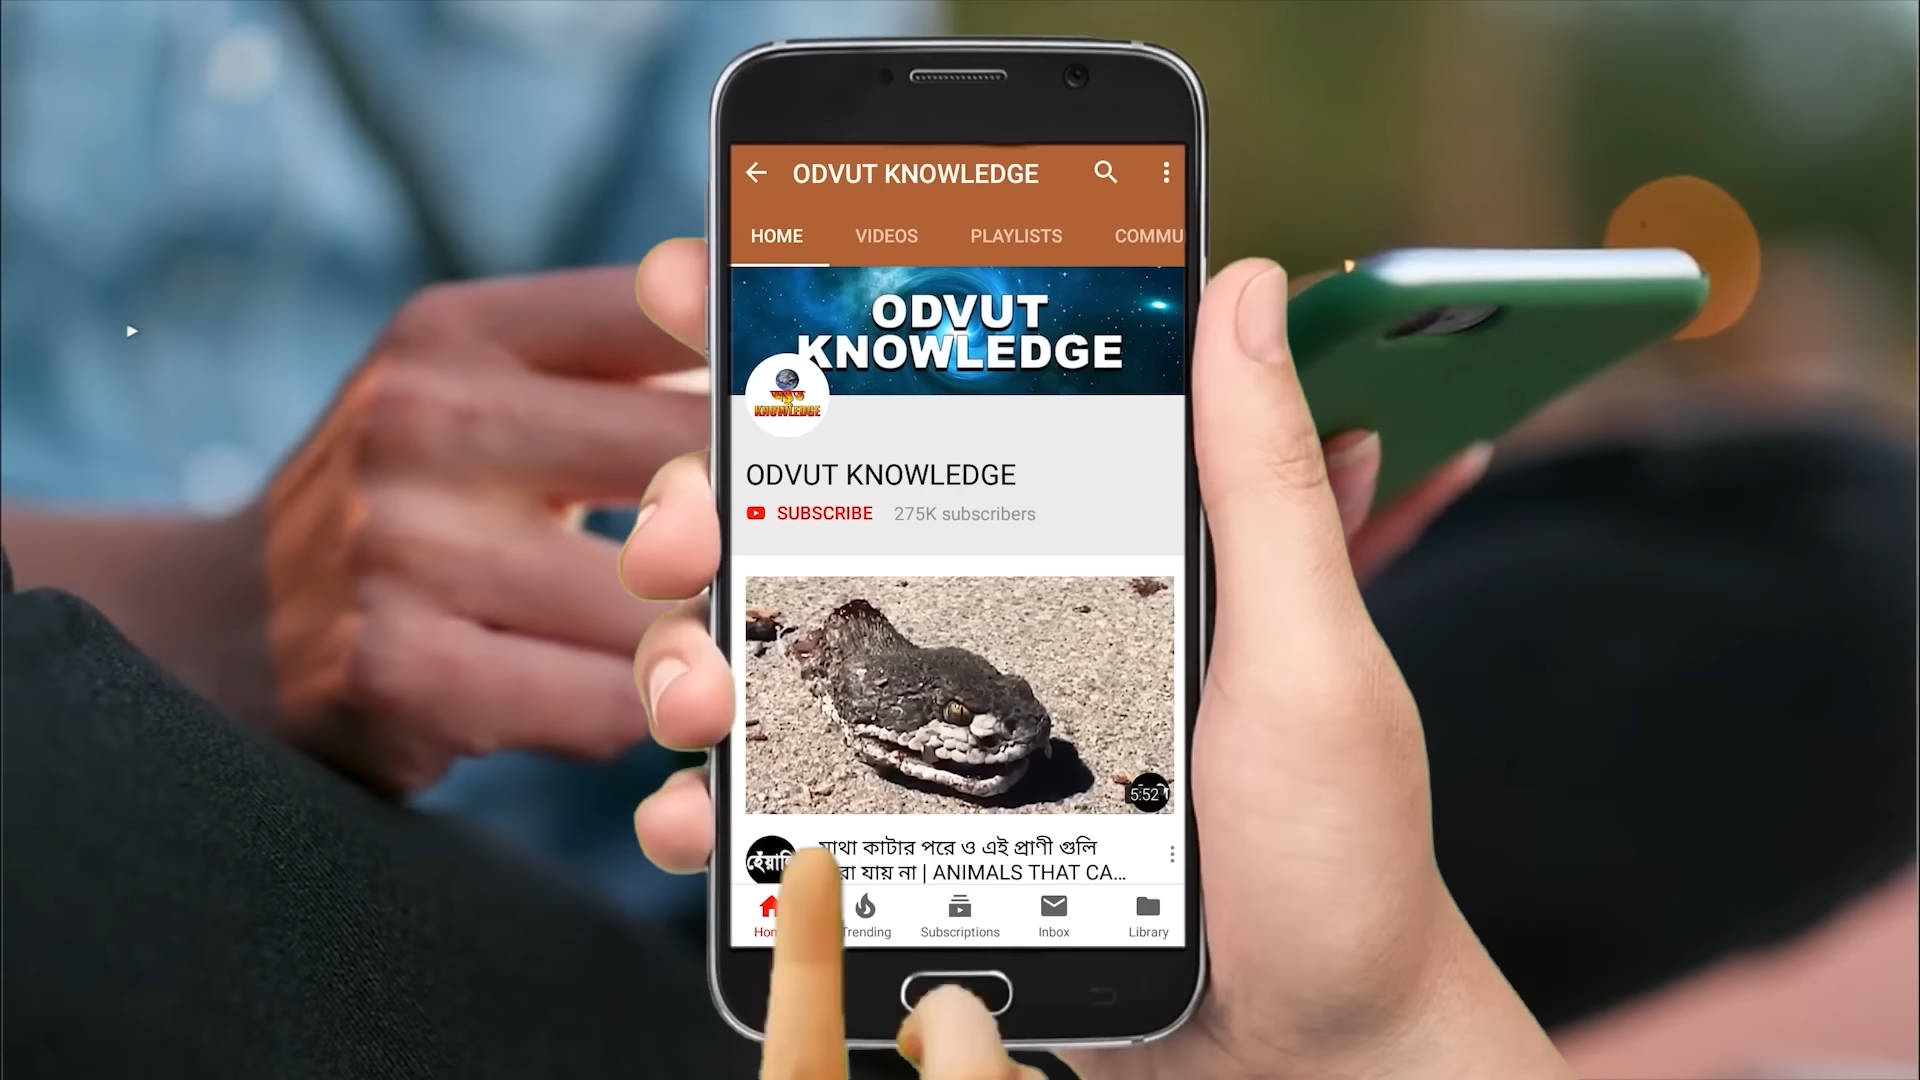 ODVUT KNOWLEDGE
HOME VIDEOS PLAYLISTS COMMU
ODVUT
KNOWLEDGE
অদ্ভুত
KNOWLEDGE
ODVUT KNOWLEDGE
SUBSCRIBE 275K subscribers
5:52
মাথা কাটার পরে ও এই প্রাণী গুলি
যায় না | ANIMALS THAT CA...
Trending Subscriptions Inbox Library